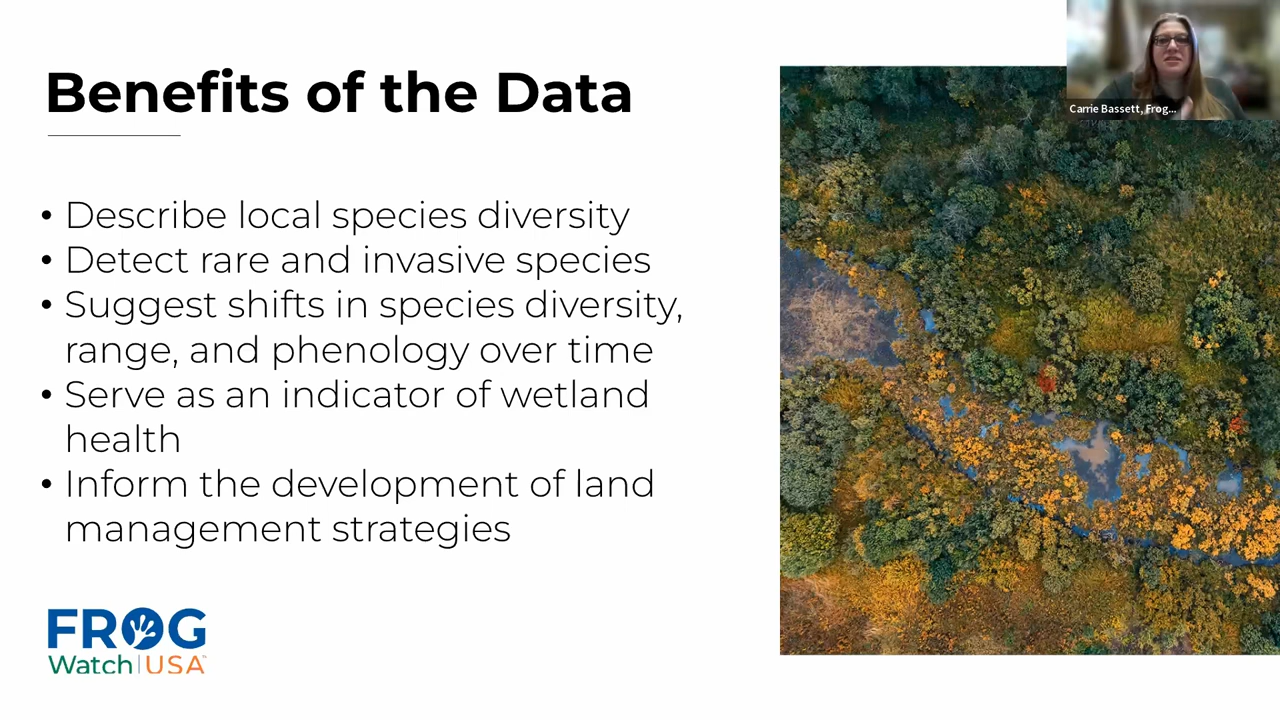 Benefits of the Data
Carrie Bassett, Frog...
• Describe local species diversity
• Detect rare and invasive species
• Suggest shifts in species diversity,
range, and phenology over time
• Serve as an indicator of wetland
health
• Inform the development of land
management strategies
FROG
Watch|USA™